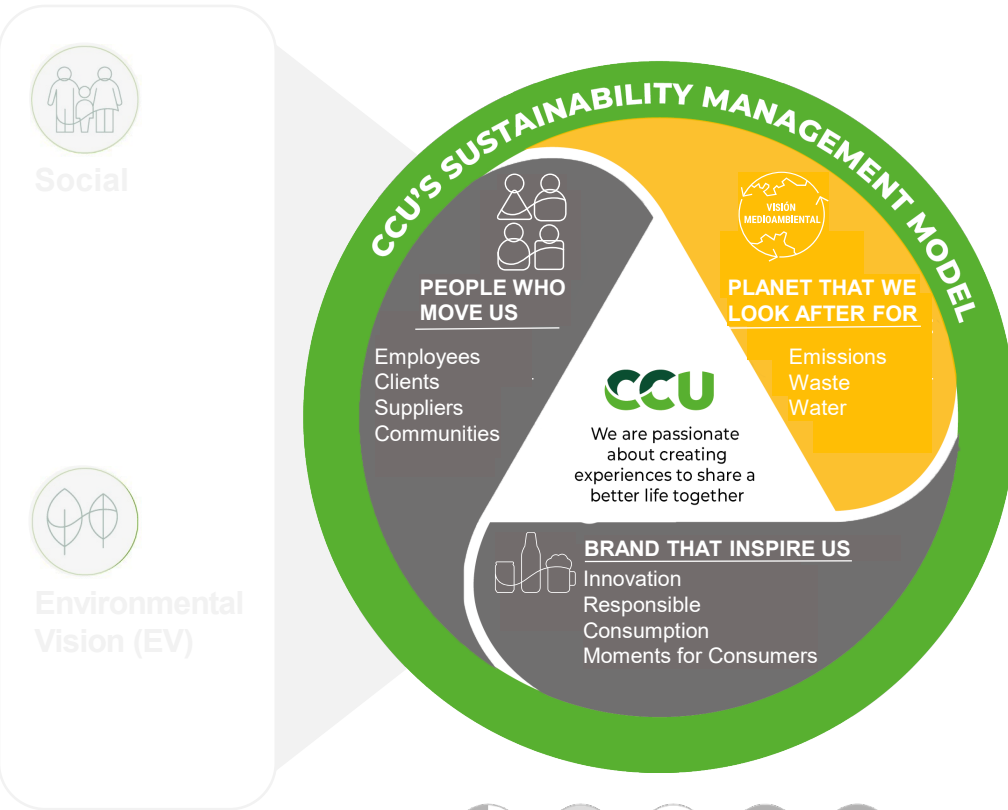 Social
Environmental
Vision (EV)
CCU'S SUSTAINABILITY MANAGEMENT MODEL
PEOPLE WHO
MOVE US
Employees
Clients
Suppliers
Communities
VISIÓN
MEDIOAMBIENTAL
PLANET THAT WE
LOOK AFTER FOR
Emissions
Waste
Water
CCU
We are passionate
about creating
experiences to share a
better life together
BRAND THAT INSPIRE US
Innovation
Responsible
Consumption
Moments for Consumers